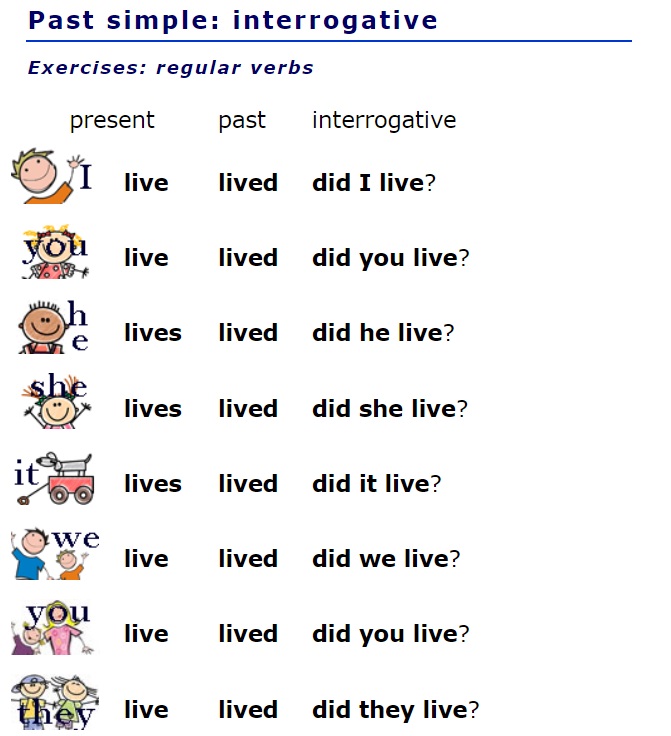 Past simple: interrogative
Exercises: regular verbs
present past interrogative
I live lived did I live?
you live lived did you live?
he lives lived did he live?
she lives lived did she live?
it lives lived did it live?
we live lived did we live?
you live lived did you live?
they live lived did they live?